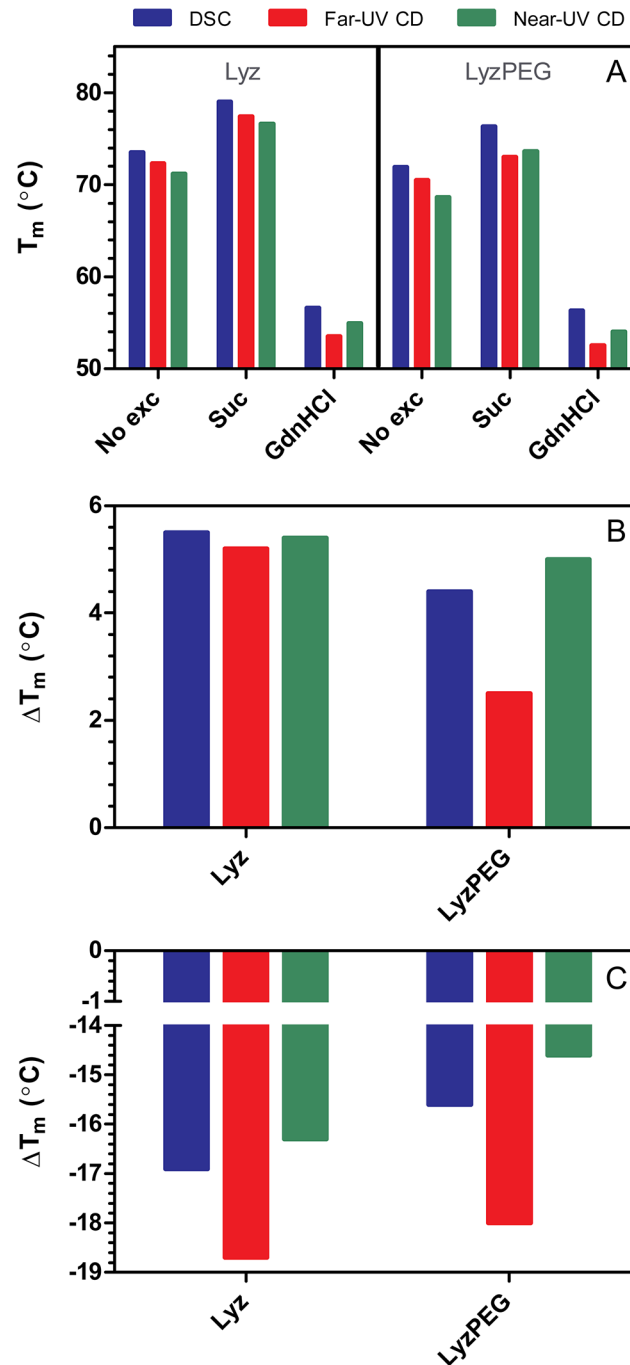 DSC Far-UV CD Near-UV CD
Lyz LyzPEG A
80
70
60
50
Tm (°C)
No exc Suc GdnHCl No exc Suc GdnHCl
B
6
4
2
0
ΔTm (°C)
Lyz LyzPEG
C
0
-1
-14
-15
-16
-17
-18
-19
ΔTm (°C)
Lyz LyzPEG